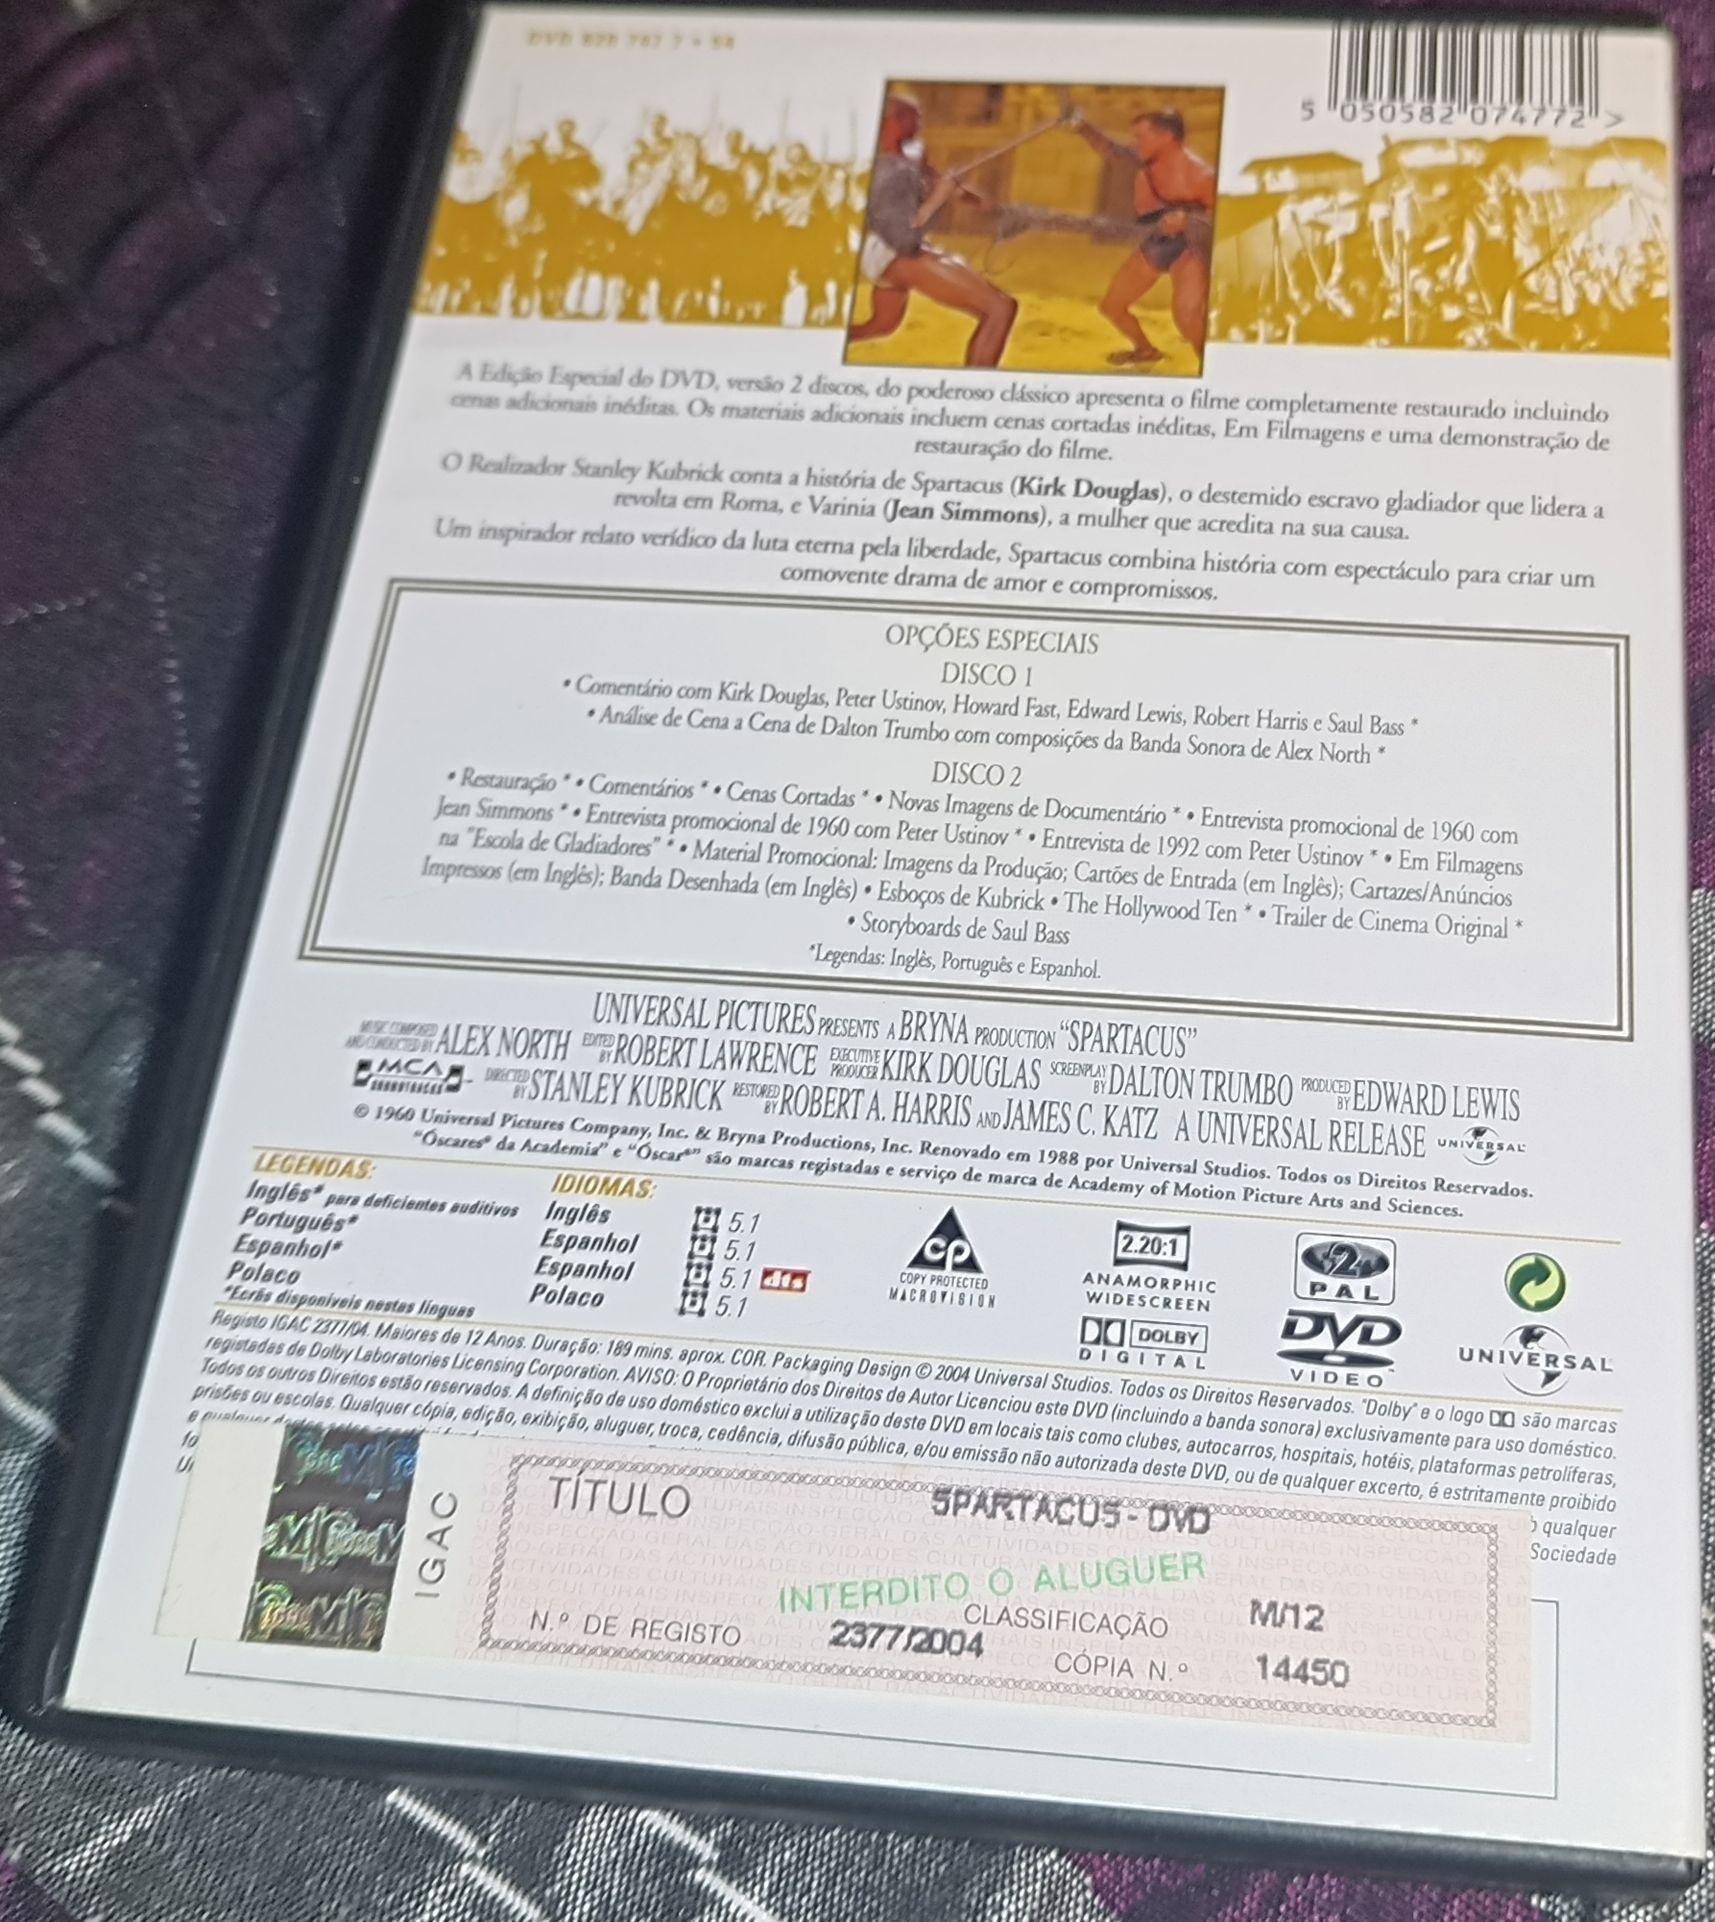 5 050582 074772 >
A Edição Especial do DVD, versão 2 discos, do poderoso clássico apresenta o filme completamente restaurado incluindo
cenas adicionais inéditas. Os materiais adicionais incluem cenas cortadas inéditas, Em Filmagens e uma demonstração de
restauração do filme.
O Realizador Stanley Kubrick conta a história de Spartacus (Kirk Douglas), o destemido escravo gladiador que lidera a
revolta em Roma, e Varinia (Jean Simmons), a mulher que acredita na sua causa.
Um inspirador relato verídico da luta eterna pela liberdade, Spartacus combina história com espectáculo para criar um
comovente drama de amor e compromissos.
OPÇÕES ESPECIAIS
DISCO 1
• Comentário com Kirk Douglas, Peter Ustinov, Howard Fast, Edward Lewis, Robert Harris e Saul Bass *
• Análise de Cena a Cena de Dalton Trumbo com composições da Banda Sonora de Alex North *
DISCO 2
• Restauração * • Comentários * • Cenas Cortadas * • Novas Imagens de Documentário * • Entrevista promocional de 1960 com
Jean Simmons * • Entrevista promocional de 1960 com Peter Ustinov * • Entrevista de 1992 com Peter Ustinov * • Em Filmagens
na "Escola de Gladiadores" * • Material Promocional: Imagens da Produção; Cartões de Entrada (em Inglês); Cartazes/Anúncios
Impressos (em Inglês); Banda Desenhada (em Inglês) • Esboços de Kubrick • The Hollywood Ten * • Trailer de Cinema Original *
• Storyboards de Saul Bass
*Legendas: Inglês, Português e Espanhol.
UNIVERSAL PICTURES PRESENTS A BRYNA PRODUCTION "SPARTACUS"
MUSIC COMPOSED AND CONDUCTED BY ALEX NORTH EDITED BY ROBERT LAWRENCE EXECUTIVE PRODUCER KIRK DOUGLAS SCREENPLAY BY DALTON TRUMBO PRODUCED BY EDWARD LEWIS
MCA SOUNDTRACKS DIRECTED BY STANLEY KUBRICK RESTORED BY ROBERT A. HARRIS AND JAMES C. KATZ A UNIVERSAL RELEASE UNIVERSAL
© 1960 Universal Pictures Company, Inc. & Bryna Productions, Inc. Renovado em 1988 por Universal Studios. Todos os Direitos Reservados.
"Óscares® da Academia" e "Óscar®" são marcas registadas e serviço de marca de Academy of Motion Picture Arts and Sciences.
LEGENDAS:
Inglês* para deficientes auditivos
Português*
Espanhol*
Polaco
*Ecrãs disponíveis nestas línguas
IDIOMAS:
Inglês 5.1
Espanhol 5.1
Espanhol 5.1 dts
Polaco 5.1
cp
COPY PROTECTED
MACROVISION
2.20:1
ANAMORPHIC
WIDESCREEN
DOLBY
DIGITAL
2
PAL
DVD
VIDEO
UNIVERSAL
Registo IGAC 2377/04. Maiores de 12 Anos. Duração: 189 mins. aprox. COR. Packaging Design © 2004 Universal Studios. Todos os Direitos Reservados. "Dolby" e o logo são marcas
registadas de Dolby Laboratories Licensing Corporation. AVISO: O Proprietário dos Direitos de Autor Licenciou este DVD (incluindo a banda sonora) exclusivamente para uso doméstico.
Todos os outros Direitos estão reservados. A definição de uso doméstico exclui a utilização deste DVD em locais tais como clubes, autocarros, hospitais, hotéis, plataformas petrolíferas,
prisões ou escolas. Qualquer cópia, edição, exibição, aluguer, troca, cedência, difusão pública, e/ou emissão não autorizada deste DVD, ou de qualquer excerto, é estritamente proibido
qualquer
Sociedade
IGAC
TÍTULO SPARTACUS - DVD
INTERDITO O ALUGUER
CLASSIFICAÇÃO M/12
N.º DE REGISTO 2377/2004
CÓPIA N.º 14450